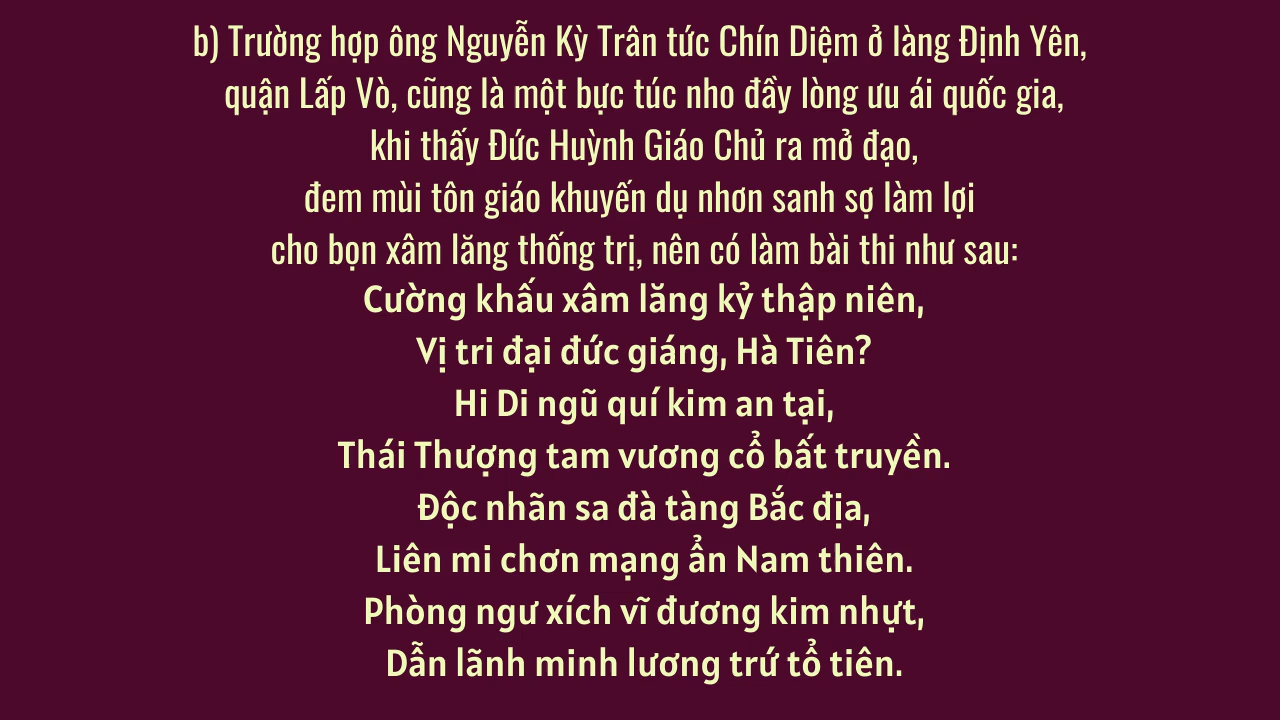 b) Trường hợp ông Nguyễn Kỳ Trân tức Chín Diệm ở làng Định Yên,
quận Lấp Vò, cũng là một bực túc nho đầy lòng ưu ái quốc gia,
khi thấy Đức Huỳnh Giáo Chủ ra mở đạo,
đem mùi tôn giáo khuyến dụ nhơn sanh sợ làm lợi
cho bọn xâm lăng thống trị, nên có làm bài thi như sau:
Cường khấu xâm lăng kỷ thập niên,
Vị tri đại đức giáng, Hà Tiên?
Hi Di ngũ quí kim an tại,
Thái Thượng tam vương cổ bất truyền.
Độc nhãn sa đà tàng Bắc địa,
Liên mi chơn mạng ẩn Nam thiên.
Phòng ngư xích vĩ đương kim nhựt,
Dẫn lãnh minh lương trứ tổ tiên.